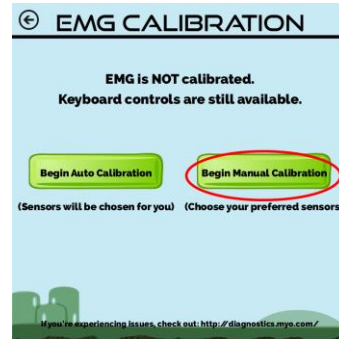 EMG CALIBRATION
EMG is NOT calibrated.
Keyboard controls are still available.
Begin Auto Calibration
Begin Manual Calibration
(Sensors will be chosen for you)
(Choose your preferred sensors
If you're experiencing issues, check out: http://diagnostics.myo.com/